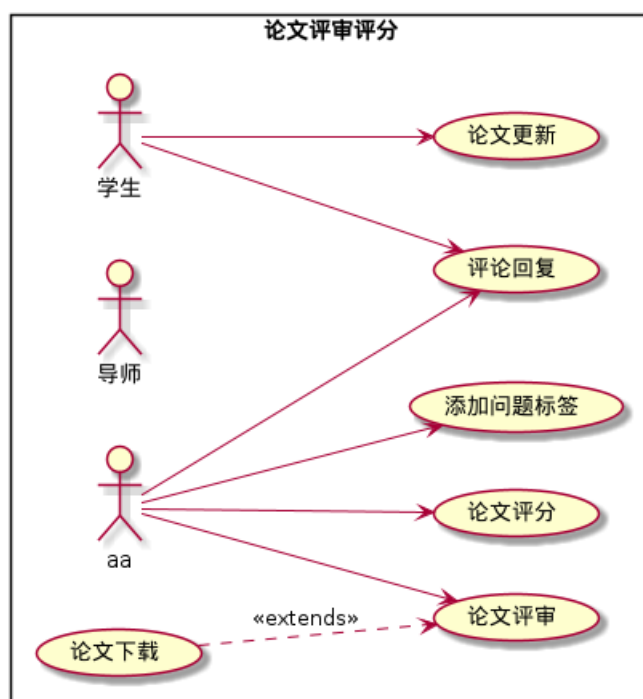 论文评审评分
学生
论文更新
评论回复
导师
添加问题标签
aa
论文评分
«extends»
论文评审
论文下载